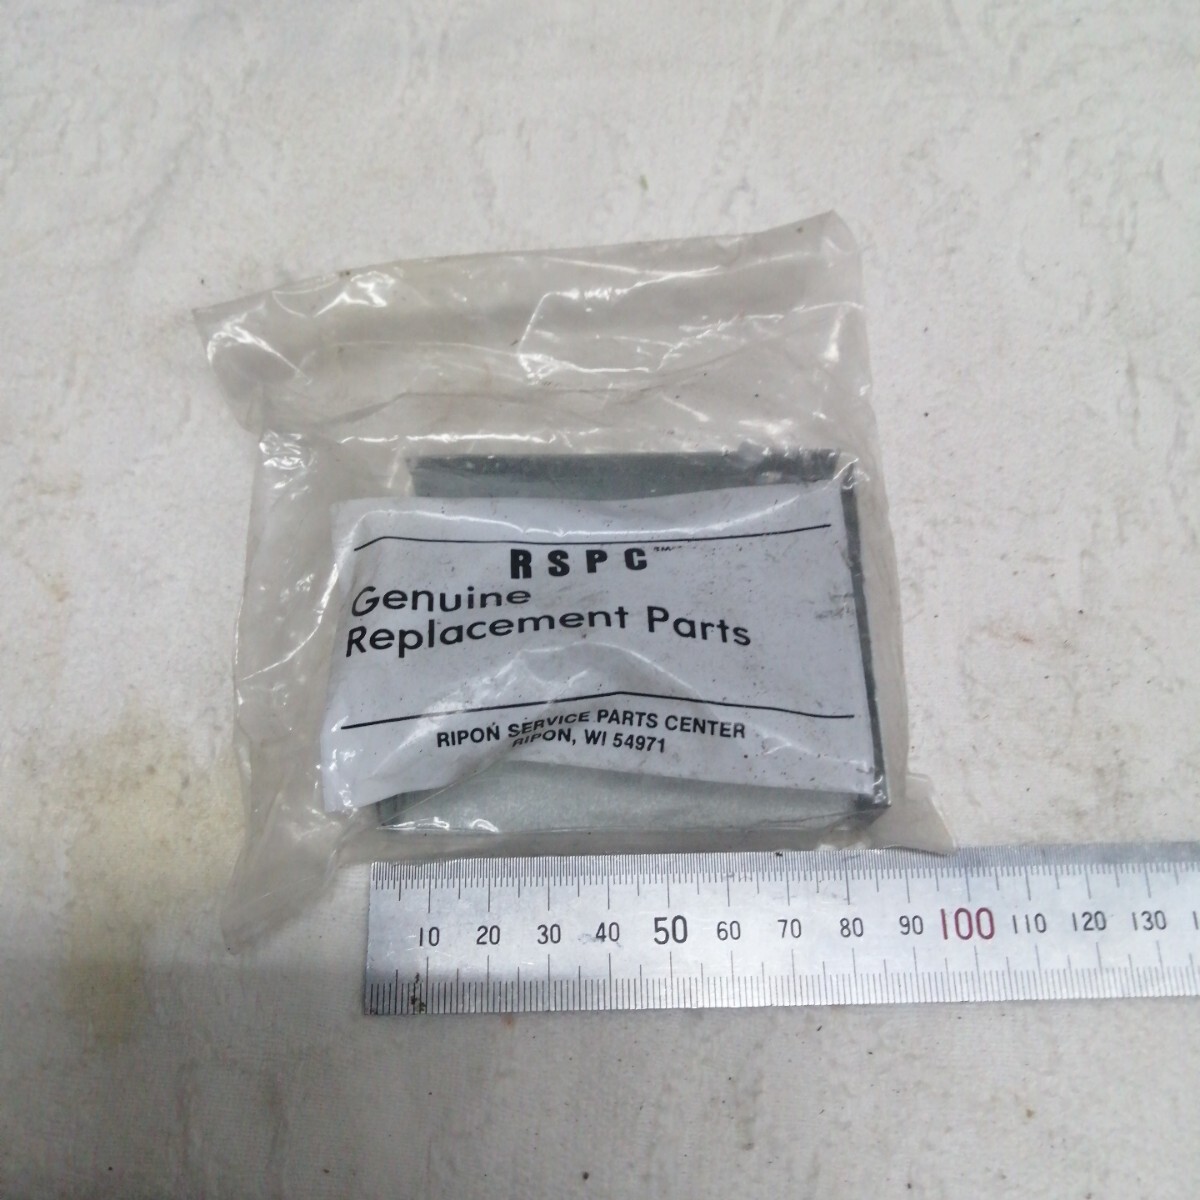 RSPC
Genuine
Replacement Parts
RIPON SERVICE PARTS CENTER
RIPON, WI 54971
10 20 30 40 50 60 70 80 90 100 110 120 130